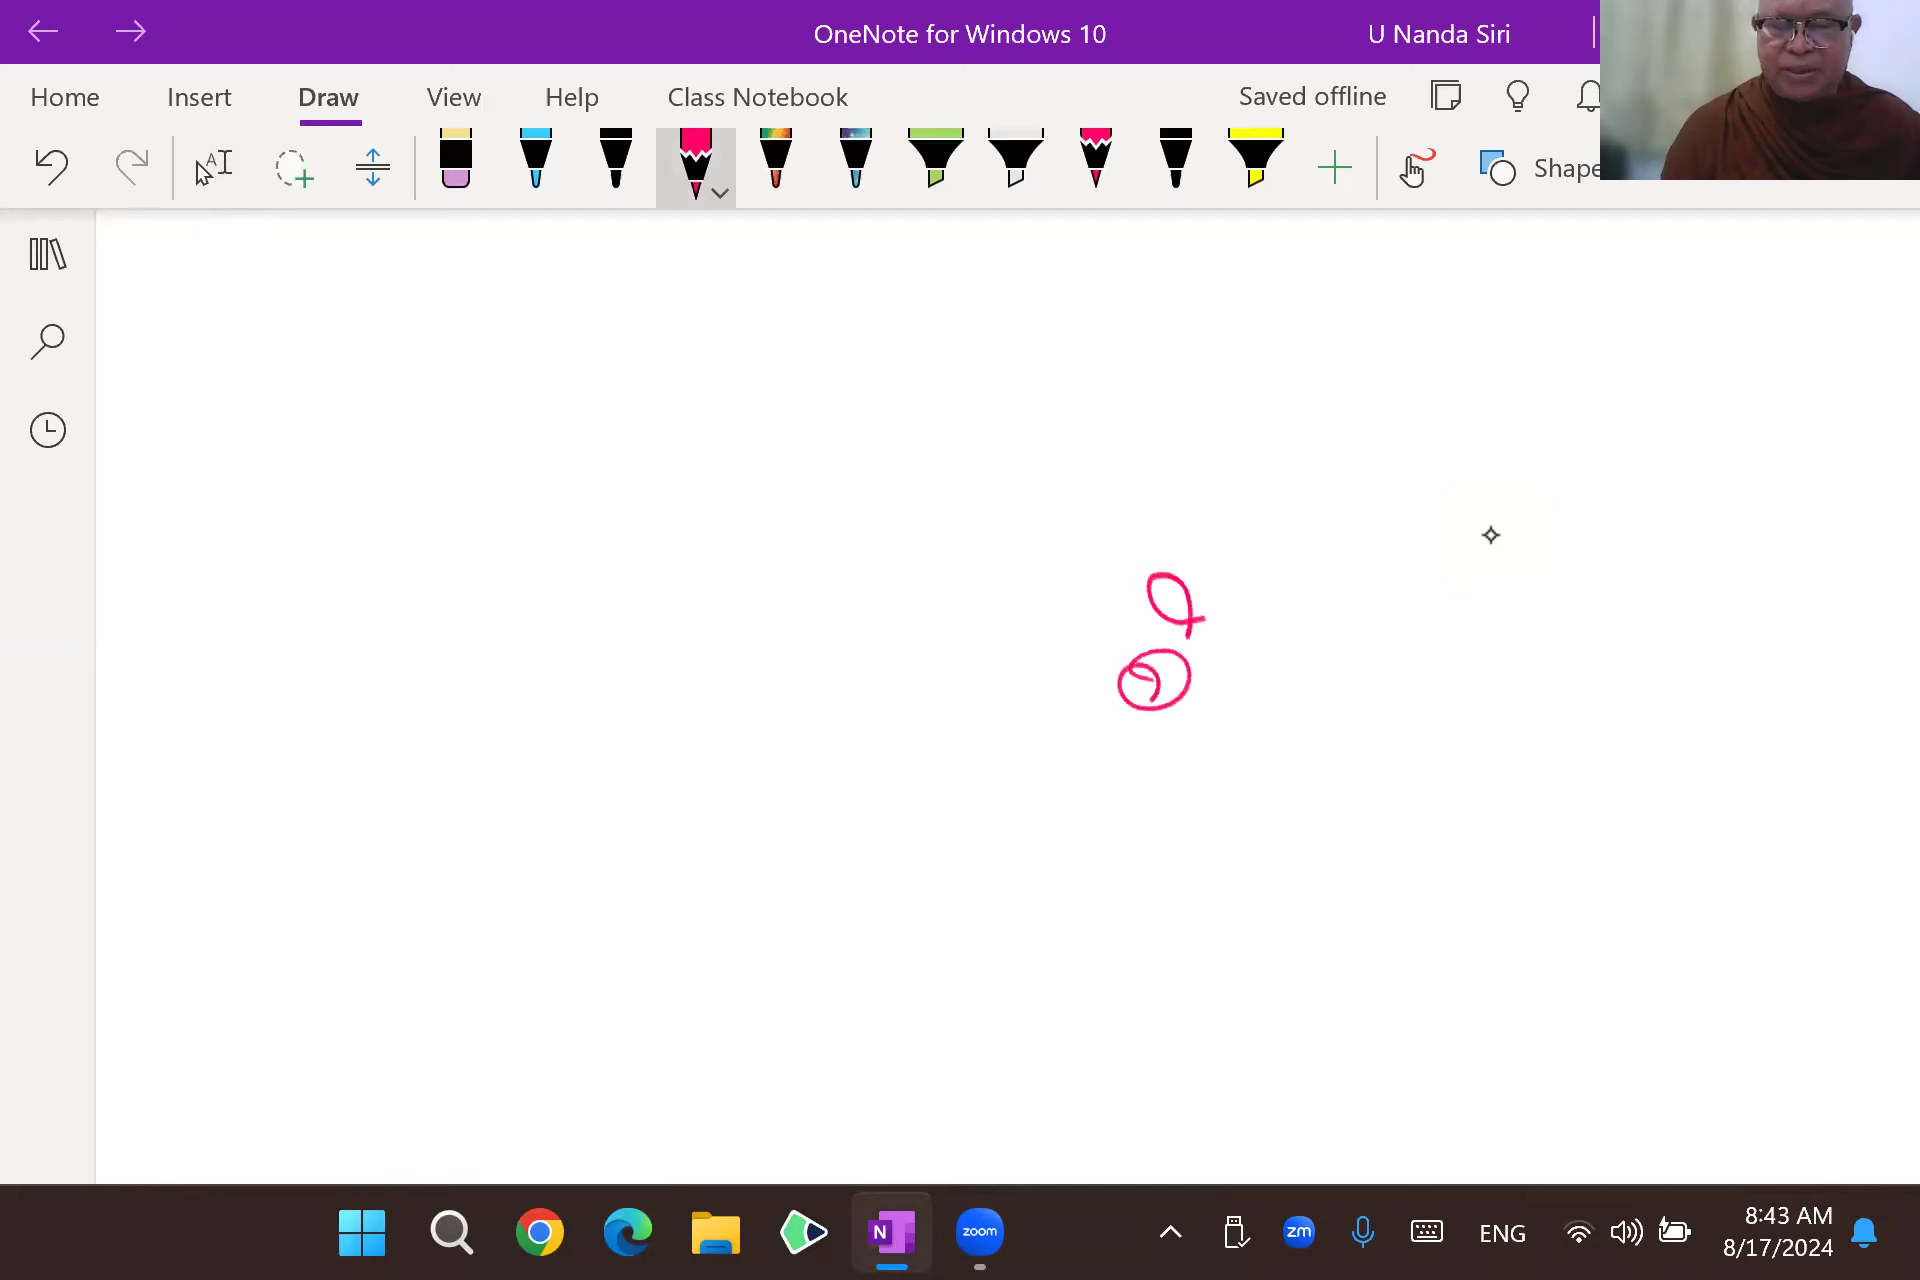 OneNote for Windows 10
U Nanda Siri
Home Insert Draw View Help Class Notebook
Saved offline
Shape
N
zoom
zm
ENG
8:43 AM
8/17/2024